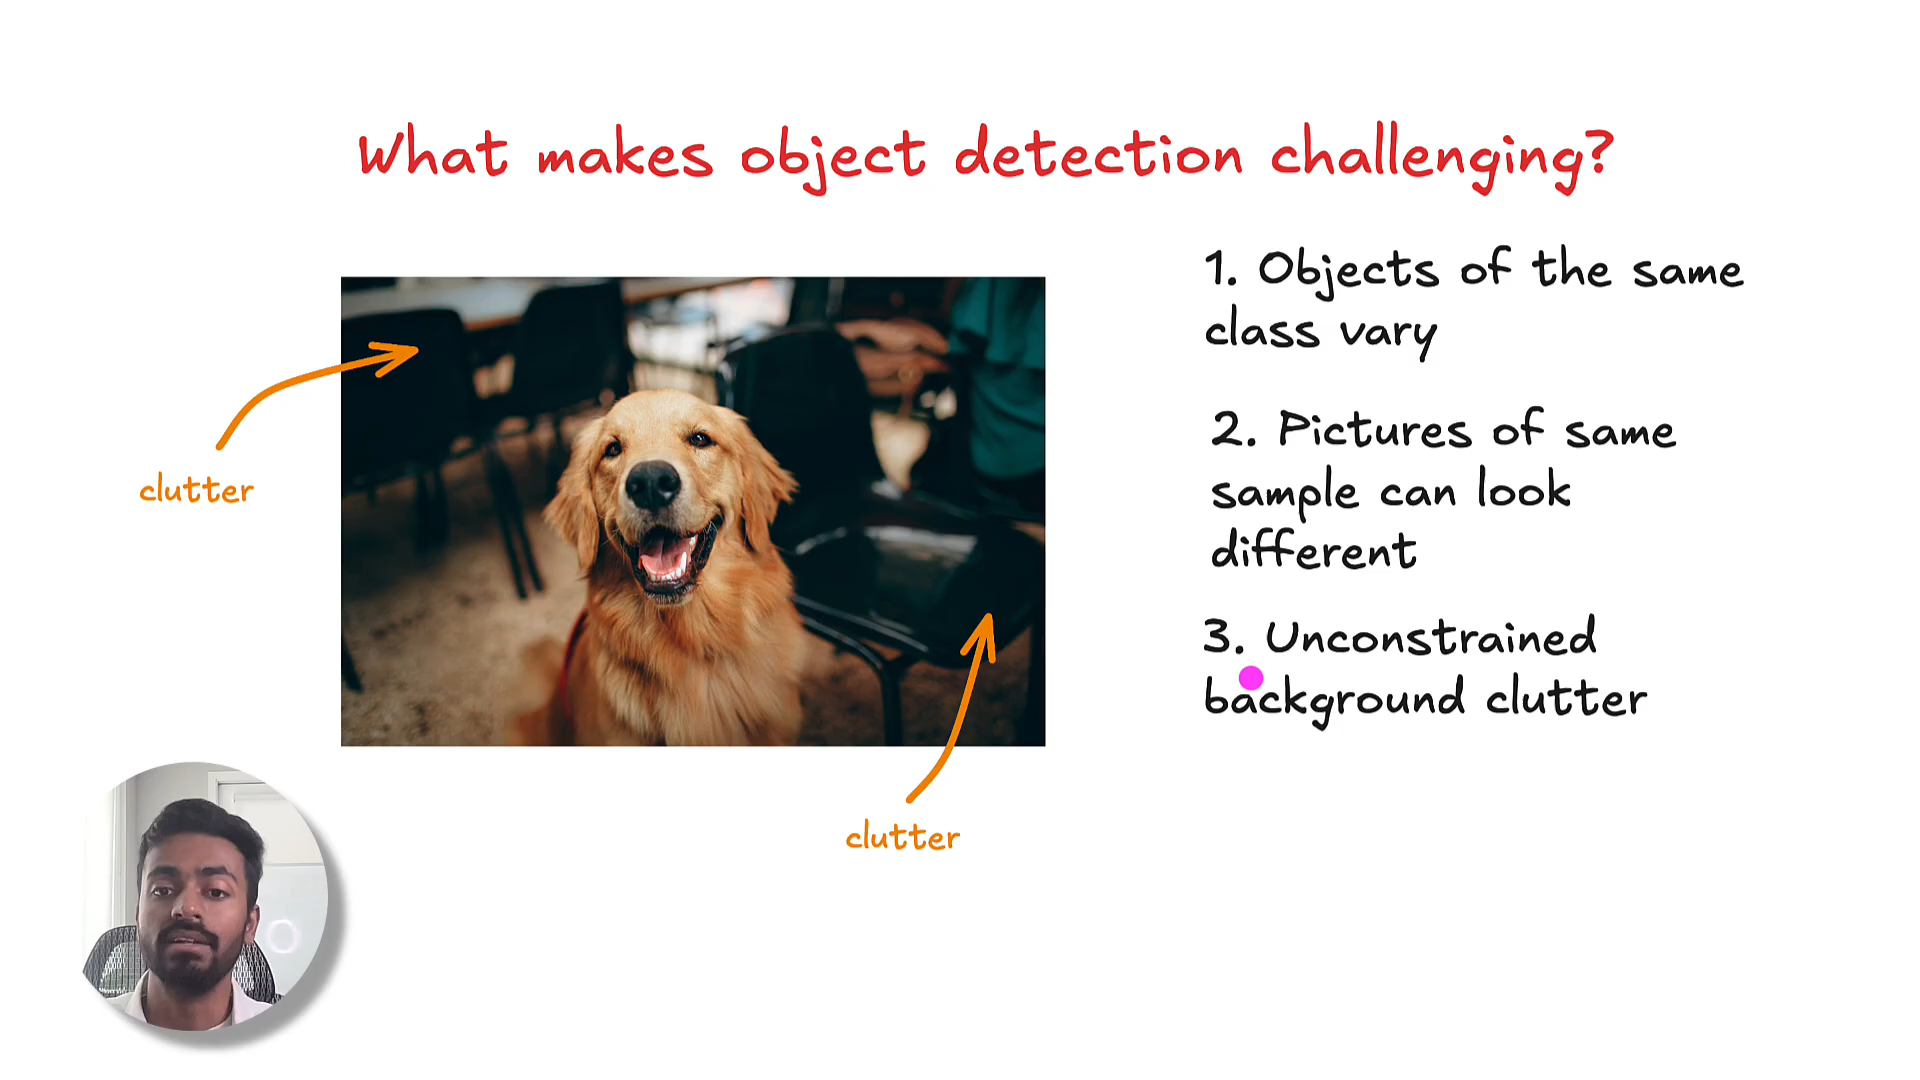 What makes object detection challenging?
1. Objects of the same
class vary
2. Pictures of same
sample can look
different
3. Unconstrained
background clutter
clutter
clutter